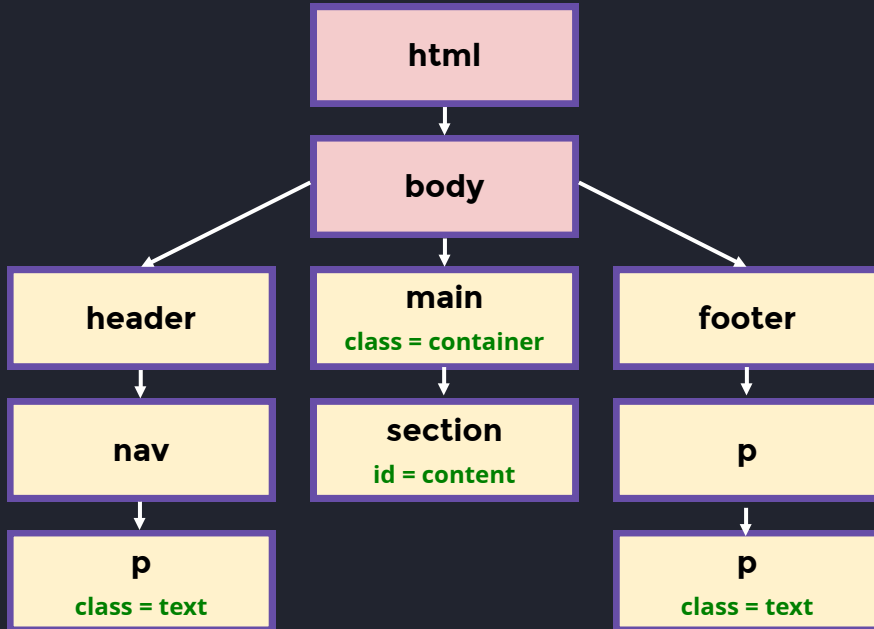 html
body
header
main
class = container
footer
nav
section
id = content
p
p
class = text
p
class = text